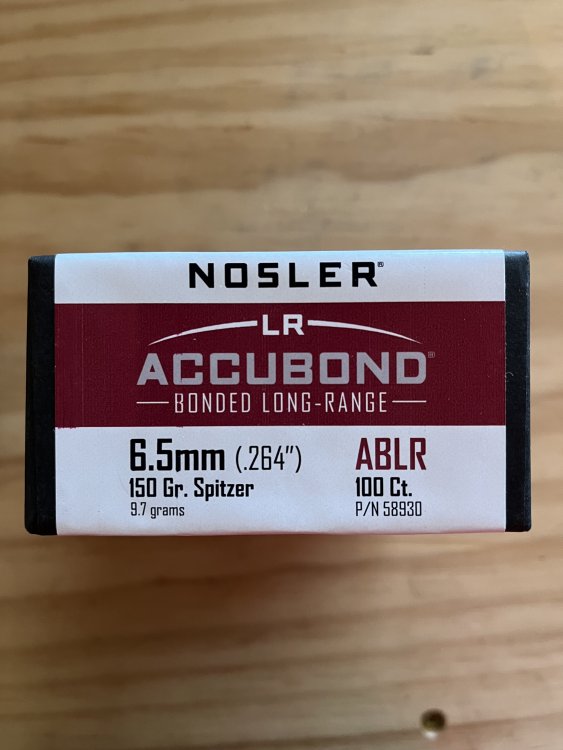 NOSLER®
LR
ACCUBOND®
BONDED LONG-RANGE
6.5mm (.264") ABLR
150 Gr. Spitzer 100 Ct.
9.7 grams P/N 58930